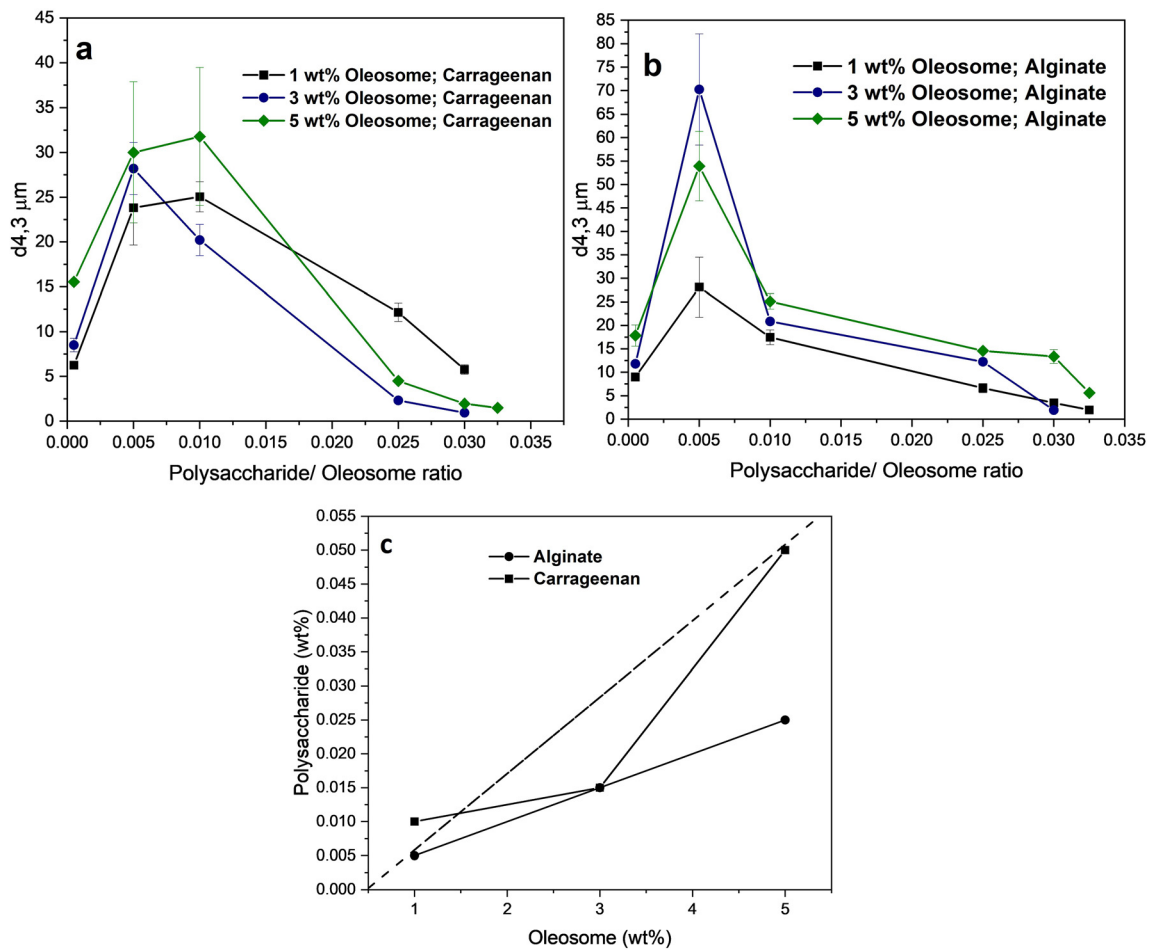 a
1 wt% Oleosome; Carrageenan
3 wt% Oleosome; Carrageenan
5 wt% Oleosome; Carrageenan
45
40
35
30
25
20
15
10
5
0
d4,3 μm
0.000 0.005 0.010 0.015 0.020 0.025 0.030 0.035
Polysaccharide/ Oleosome ratio
b
1 wt% Oleosome; Alginate
3 wt% Oleosome; Alginate
5 wt% Oleosome; Alginate
85
80
75
70
65
60
55
50
45
40
35
30
25
20
15
10
5
0
d4,3 μm
0.000 0.005 0.010 0.015 0.020 0.025 0.030 0.035
Polysaccharide/ Oleosome ratio
c
Alginate
Carrageenan
0.055
0.050
0.045
0.040
0.035
0.030
0.025
0.020
0.015
0.010
0.005
0.000
Polysaccharide (wt%)
1 2 3 4 5
Oleosome (wt%)